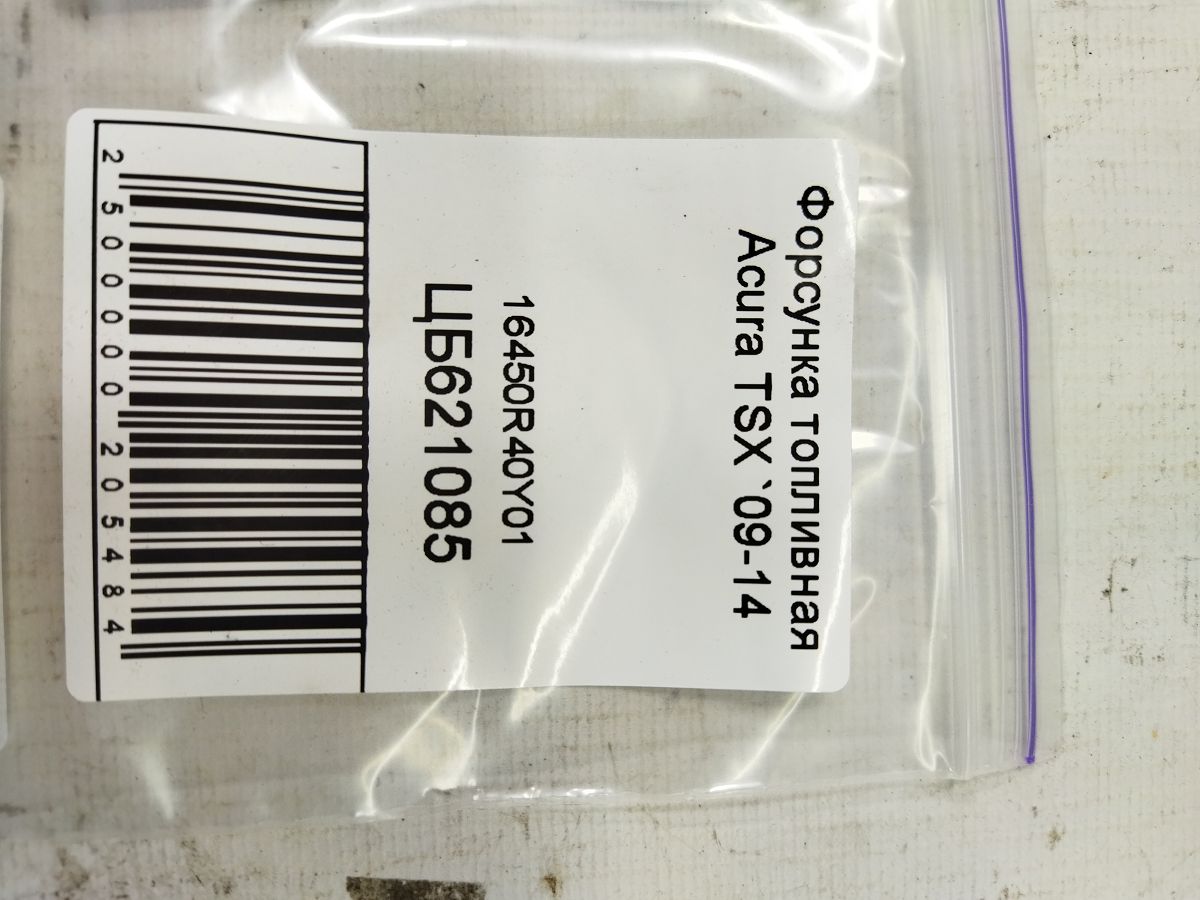 Форсунка топливная
Acura TSX `09-14
16450R40Y01
ЦБ621085
2500000205484